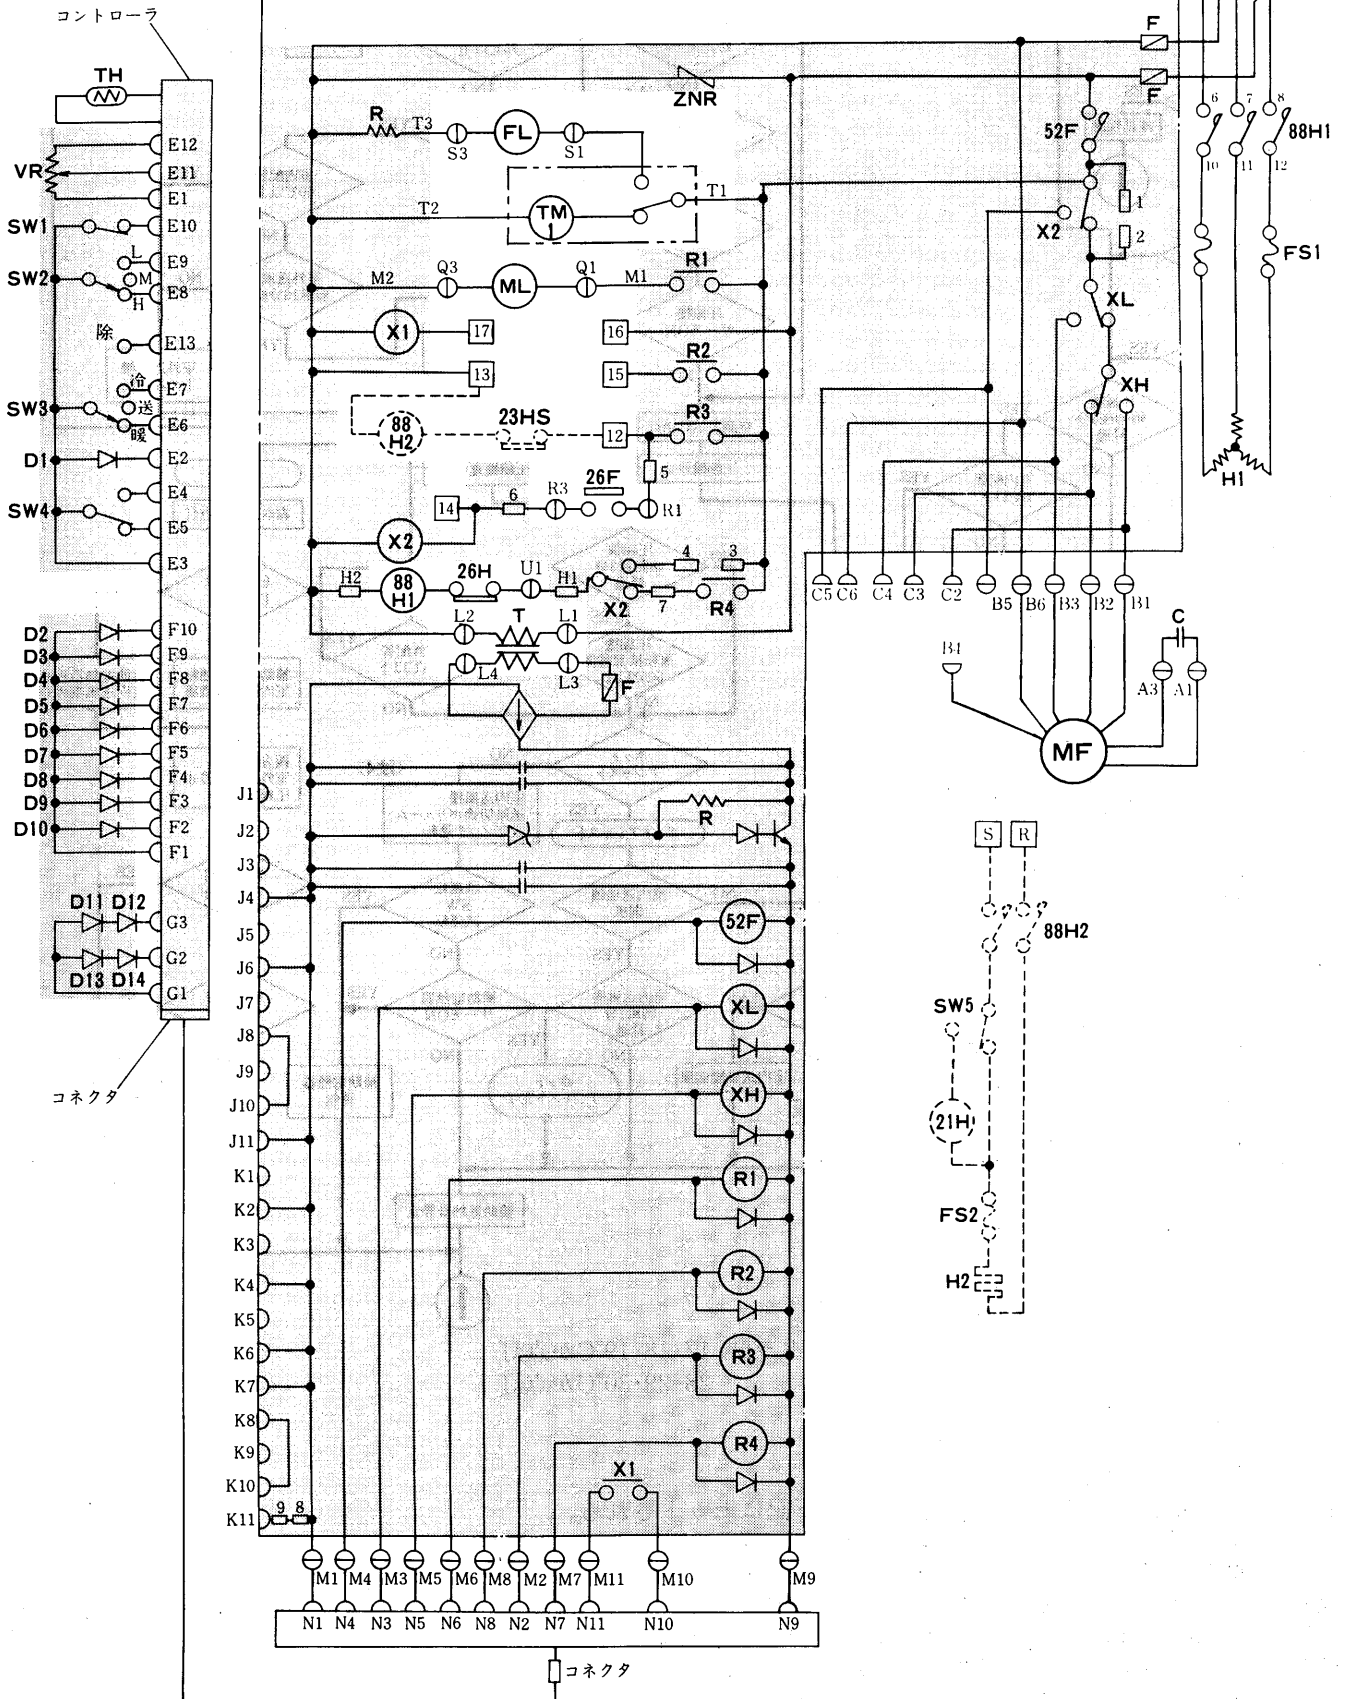 コントローラ
TH
VR
E12
E11
E1
SW1
E10
L
E9
SW2
M
H
E8
除
E13
冷
E7
SW3
送
暖
E6
D1
E2
E4
SW4
E5
E3
D2
F10
D3
F9
D4
F8
D5
F7
D6
F6
D7
F5
D8
F4
D9
F3
D10
F2
F1
D11 D12
G3
G2
D13 D14
G1
コネクタ
F
ZNR
F
R
T3
S3
FL
S1
T2
TM
1
T1
M2
Q3
ML
Q1
M1
R1
X1
17
16
13
15
R2
88
H2
23HS
12
R3
5
14
6
R3
26F
R1
X2
H2
88
H1
26H
U1
H1
X2
4
3
7
R4
L2
T
L1
L4
L3
F
R
52F
X2
1
2
XL
XH
6
7
8
88H1
10
11
12
FS1
H1
C5
C6
C4
C3
C2
B5
B6
B3
B2
B1
B4
C
A3
A1
MF
S
R
88H2
SW5
21H
FS2
H2
J1
J2
J3
J4
J5
J6
J7
J8
J9
J10
J11
K1
K2
K3
K4
K5
K6
K7
K8
K9
K10
K11
9
8
52F
XL
XH
R1
R2
R3
R4
X1
M1
M4
M3
M5
M6
M8
M2
M7
M11
M10
M9
N1
N4
N3
N5
N6
N8
N2
N7
N11
N10
N9
コネクタ